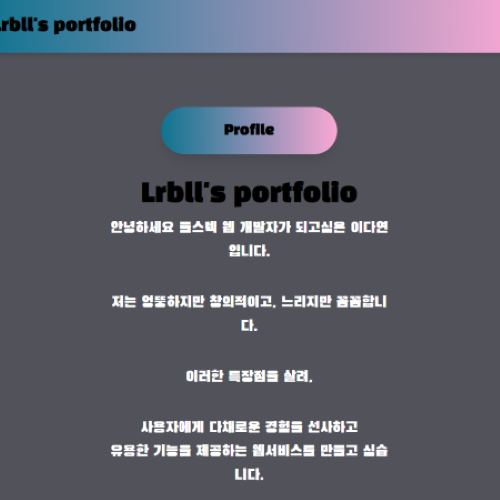 Lrbll's portfolio
Profile
Lrbll's portfolio
안녕하세요 풀스택 웹 개발자가 되고싶은 이다연
입니다.
저는 엉뚱하지만 창의적이고, 느리지만 꼼꼼합니
다.
이러한 특장점을 살려,
사용자에게 다채로운 경험을 선사하고
유용한 기능을 제공하는 웹서비스를 만들고 싶습
니다.